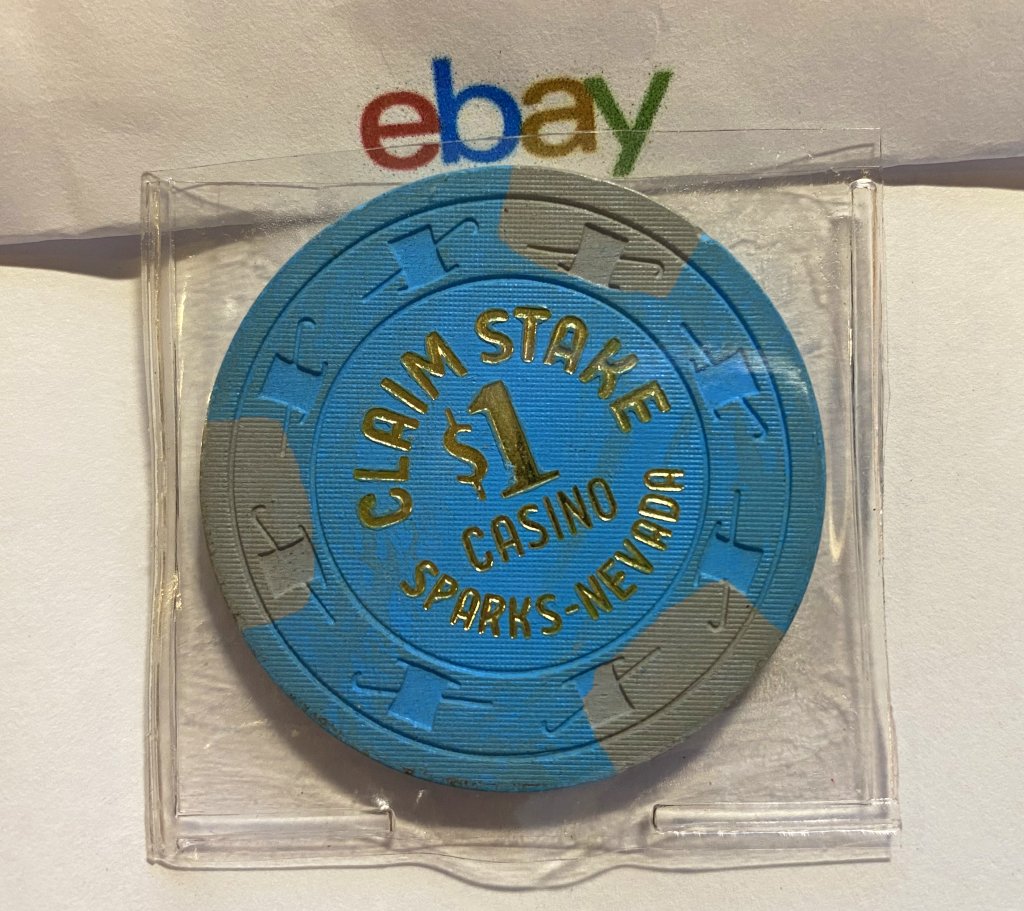 ebay
CLAIM STAKE
$1
CASINO
SPARKS-NEVADA